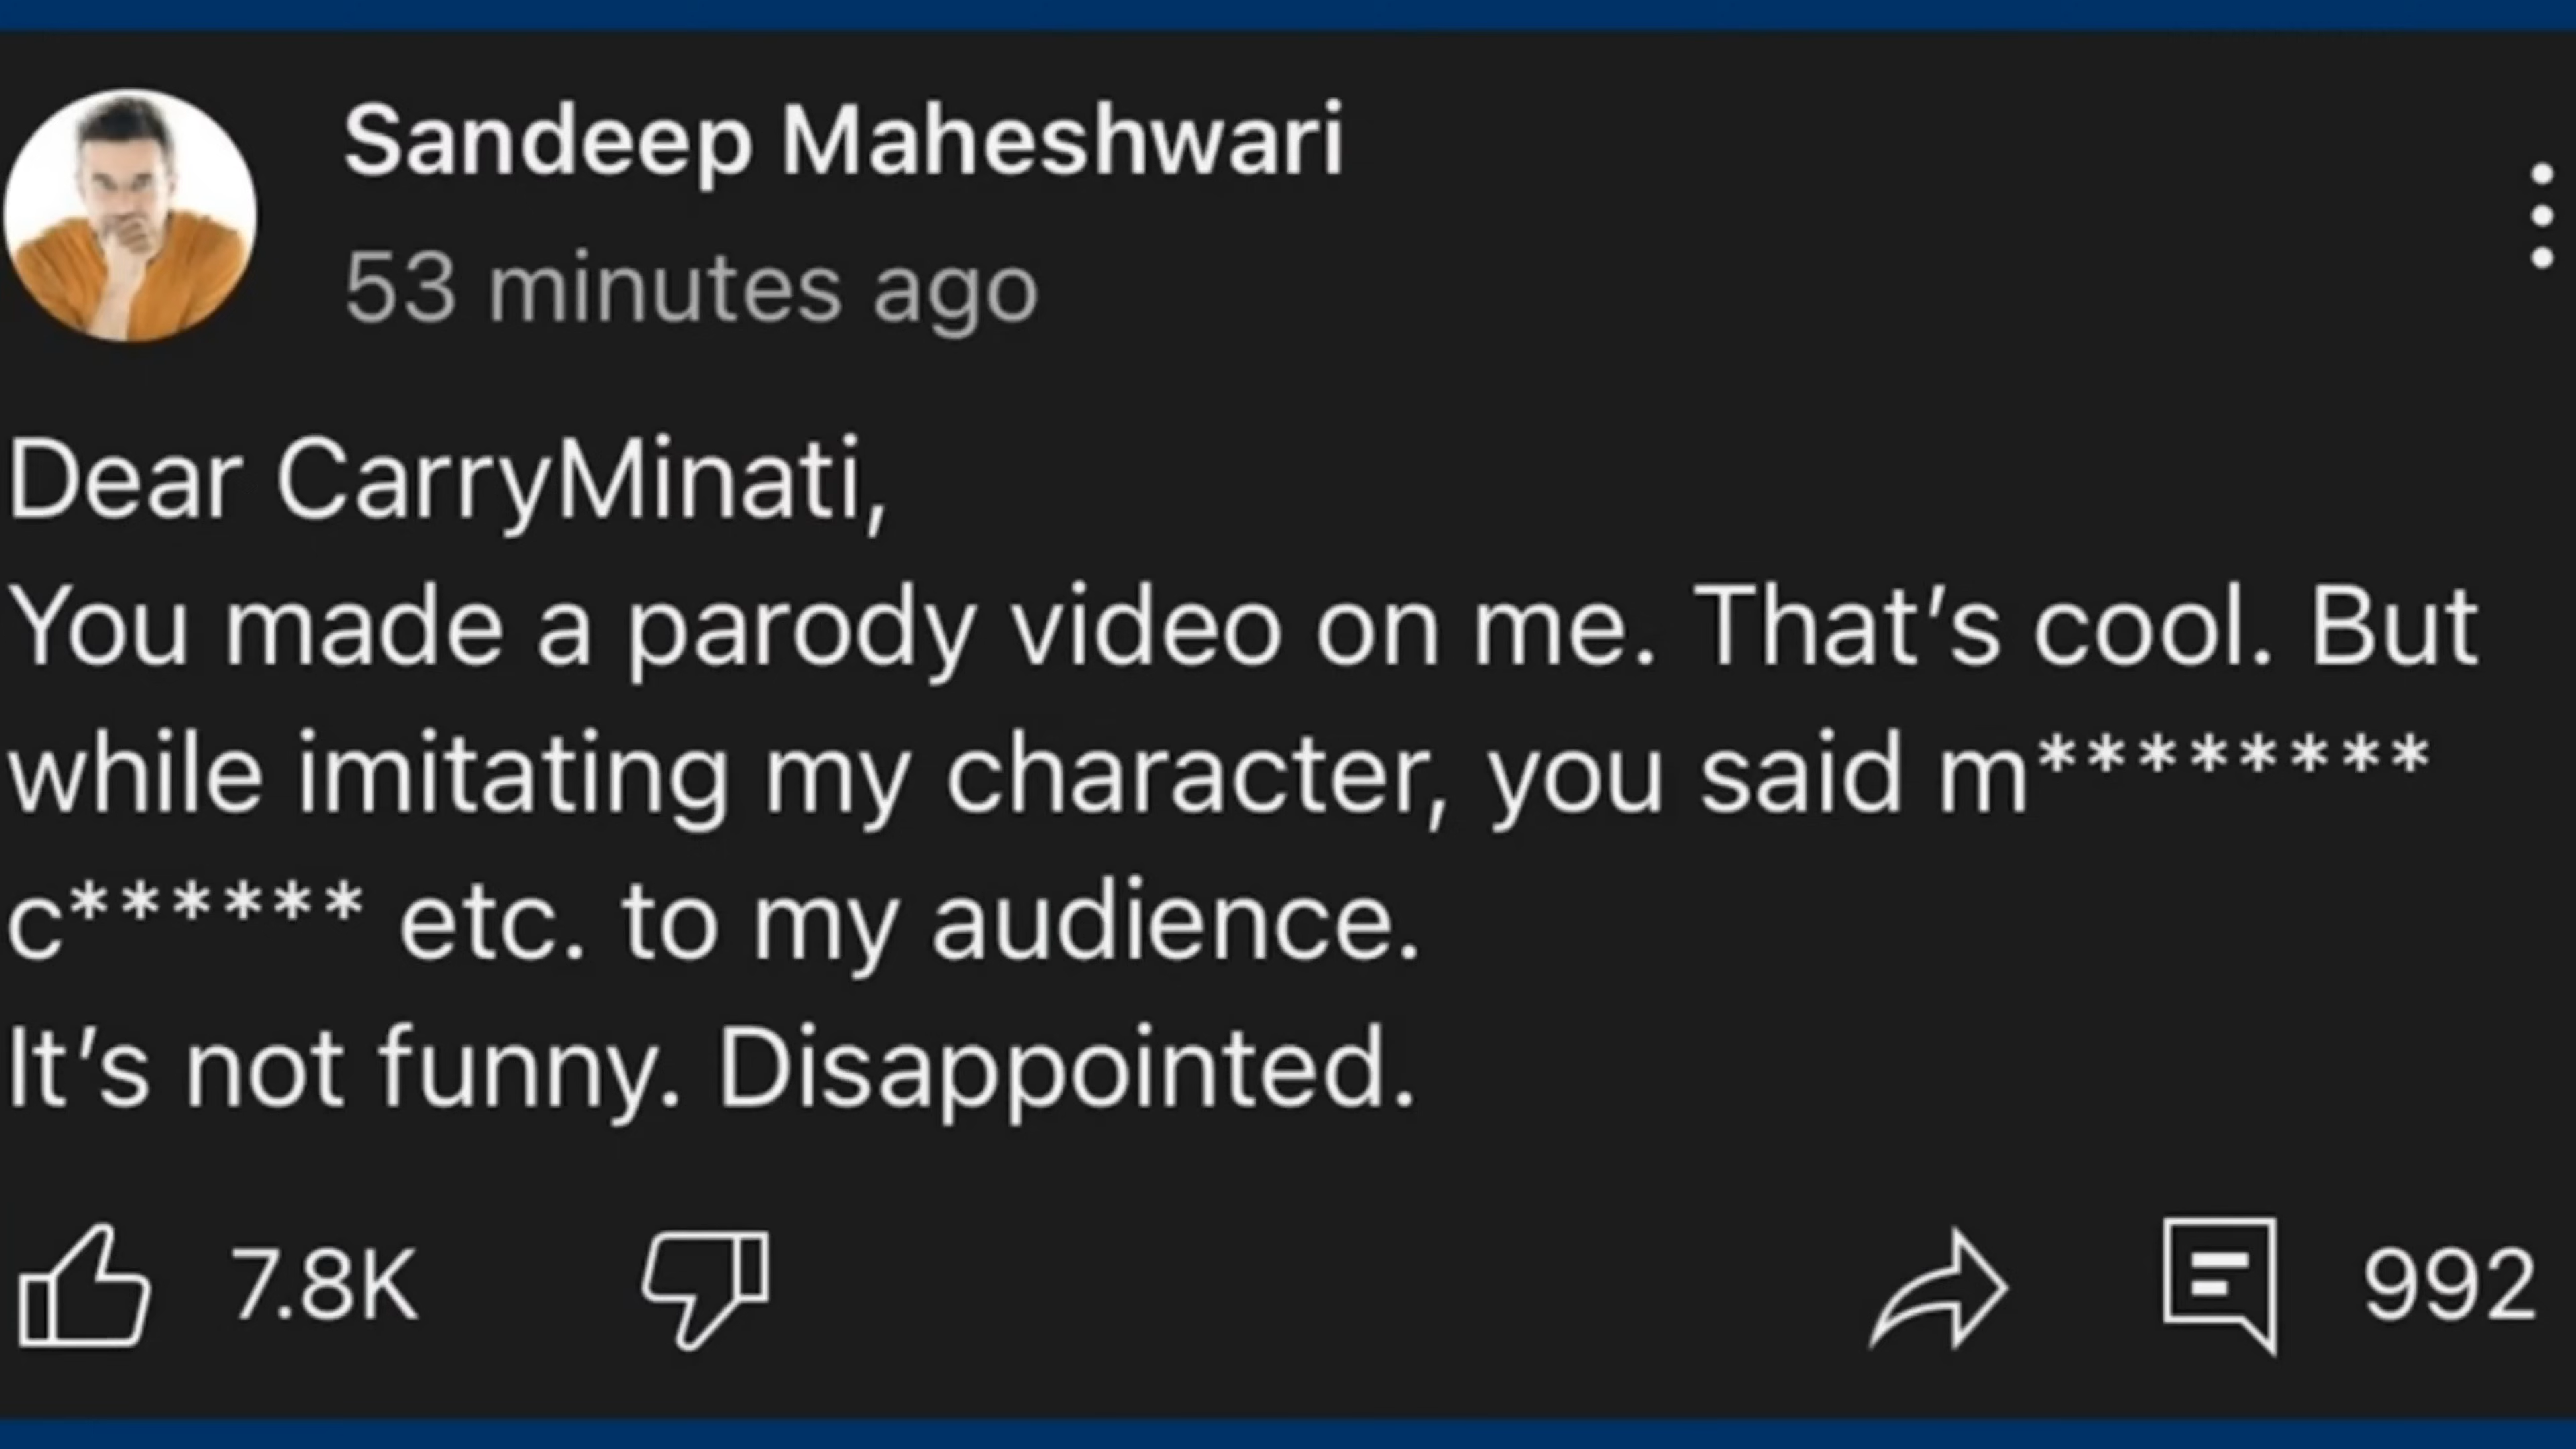 Sandeep Maheshwari
53 minutes ago
Dear CarryMinati,
You made a parody video on me. That’s cool. But
while imitating my character, you said m********
c****** etc. to my audience.
It’s not funny. Disappointed.
7.8K
992